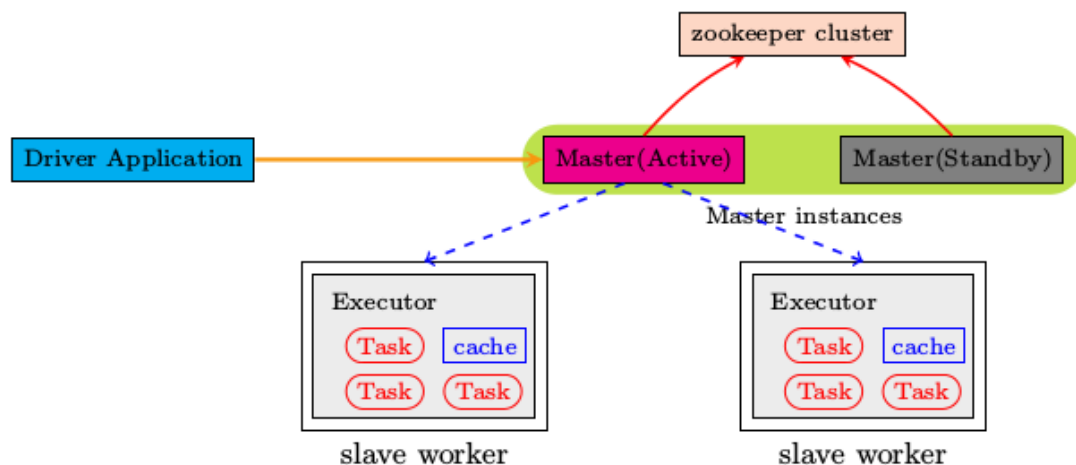 zookeeper cluster
Driver Application
Master(Active)
Master(Standby)
Master instances
Executor
Task
cache
Task
Task
slave worker
Executor
Task
cache
Task
Task
slave worker